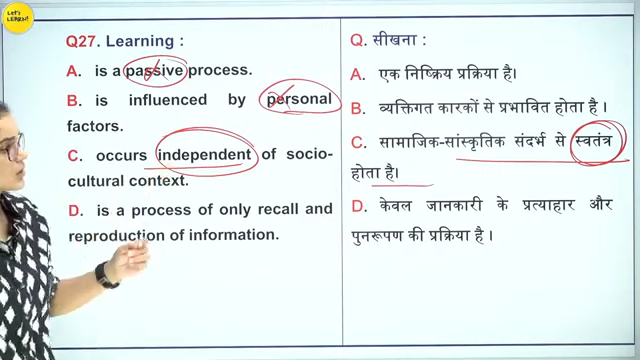 LET'S
LEARN!
Q27. Learning :
A. is a passive process.
B. is influenced by personal
factors.
C. occurs independent of socio-
cultural context.
D. is a process of only recall and
reproduction of information.
Q. सीखना :
A. एक निष्क्रिय प्रक्रिया है।
B. व्यक्तिगत कारकों से प्रभावित होता है ।
C. सामाजिक-सांस्कृतिक संदर्भ से स्वतंत्र
होता है।
D. केवल जानकारी के प्रत्याहार और
पुनरूपण की प्रक्रिया है ।